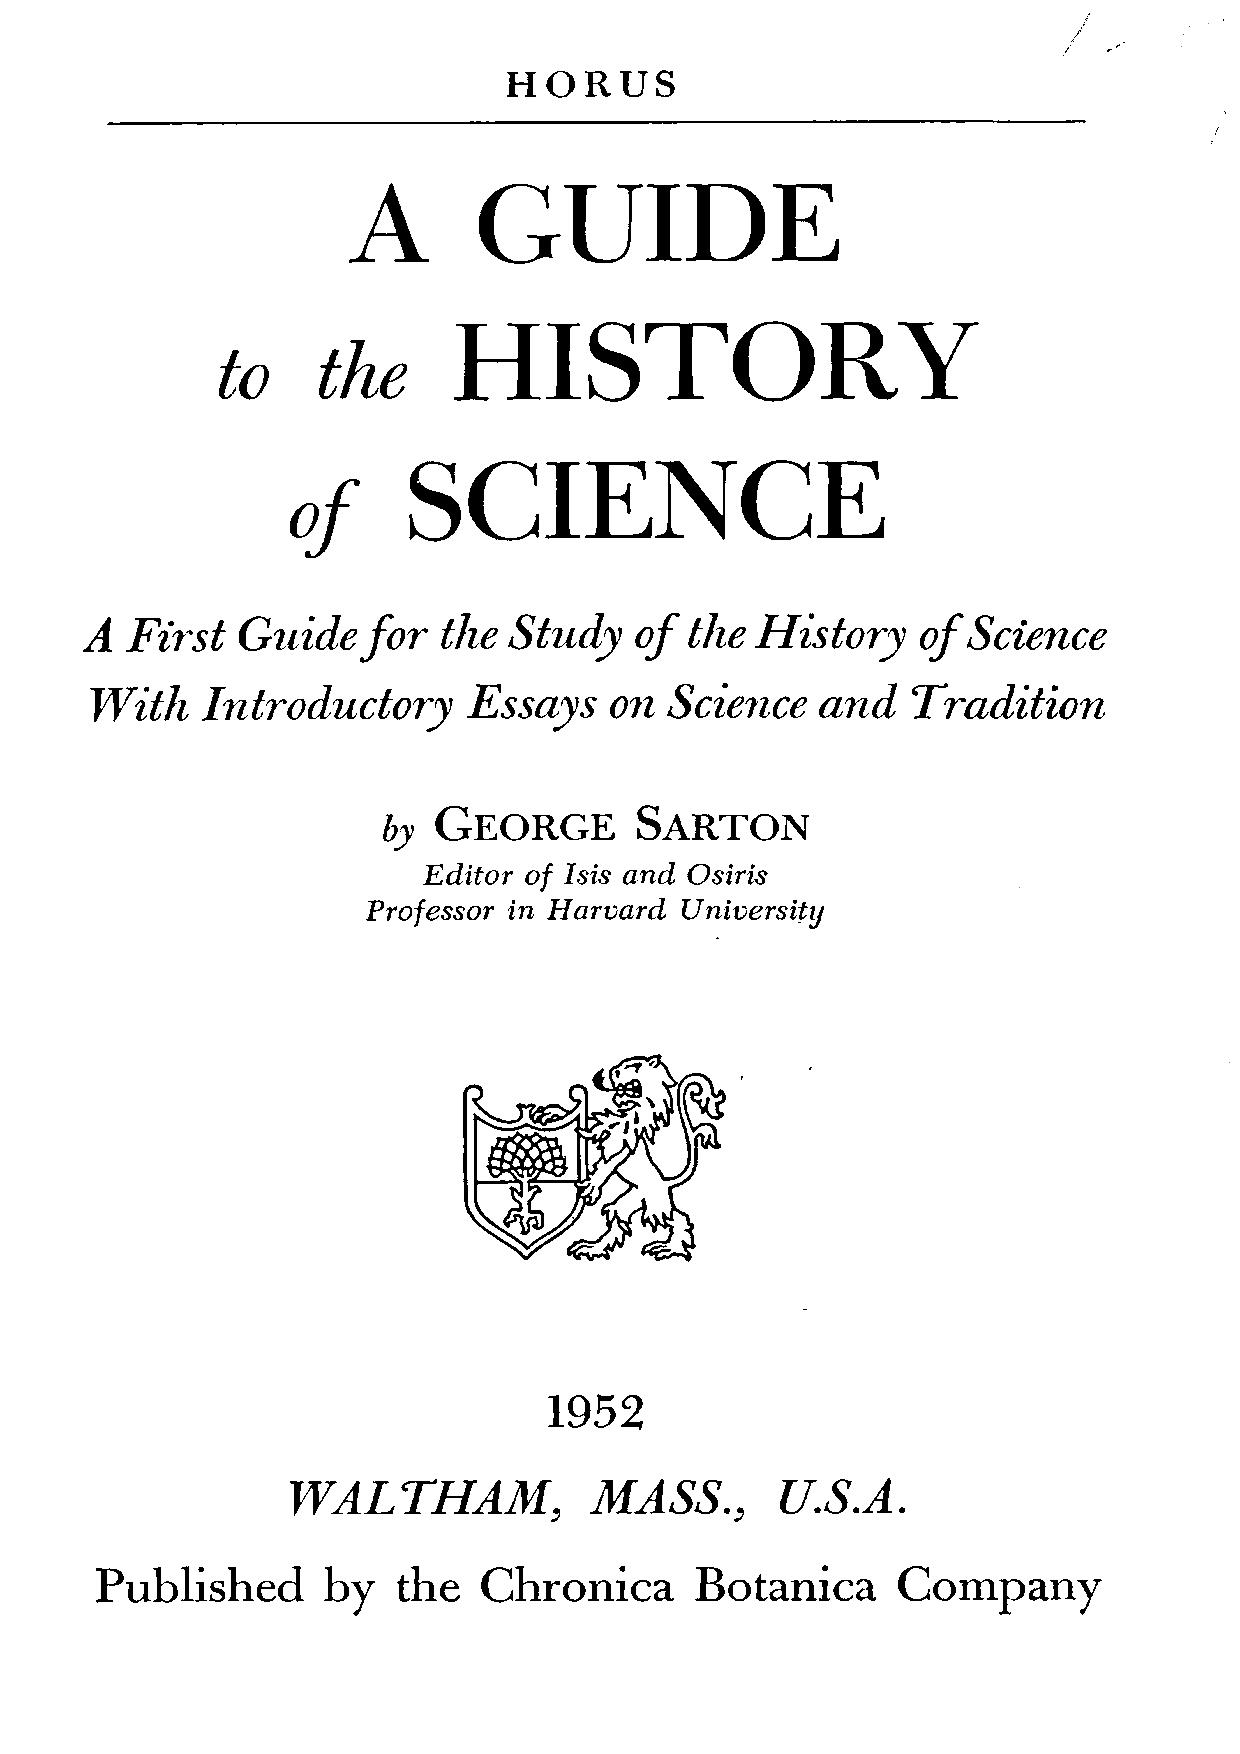 HORUS
A GUIDE
to the HISTORY
of SCIENCE
A First Guide for the Study of the History of Science
With Introductory Essays on Science and Tradition
by GEORGE SARTON
Editor of Isis and Osiris
Professor in Harvard University
1952
WALTHAM, MASS., U.S.A.
Published by the Chronica Botanica Company